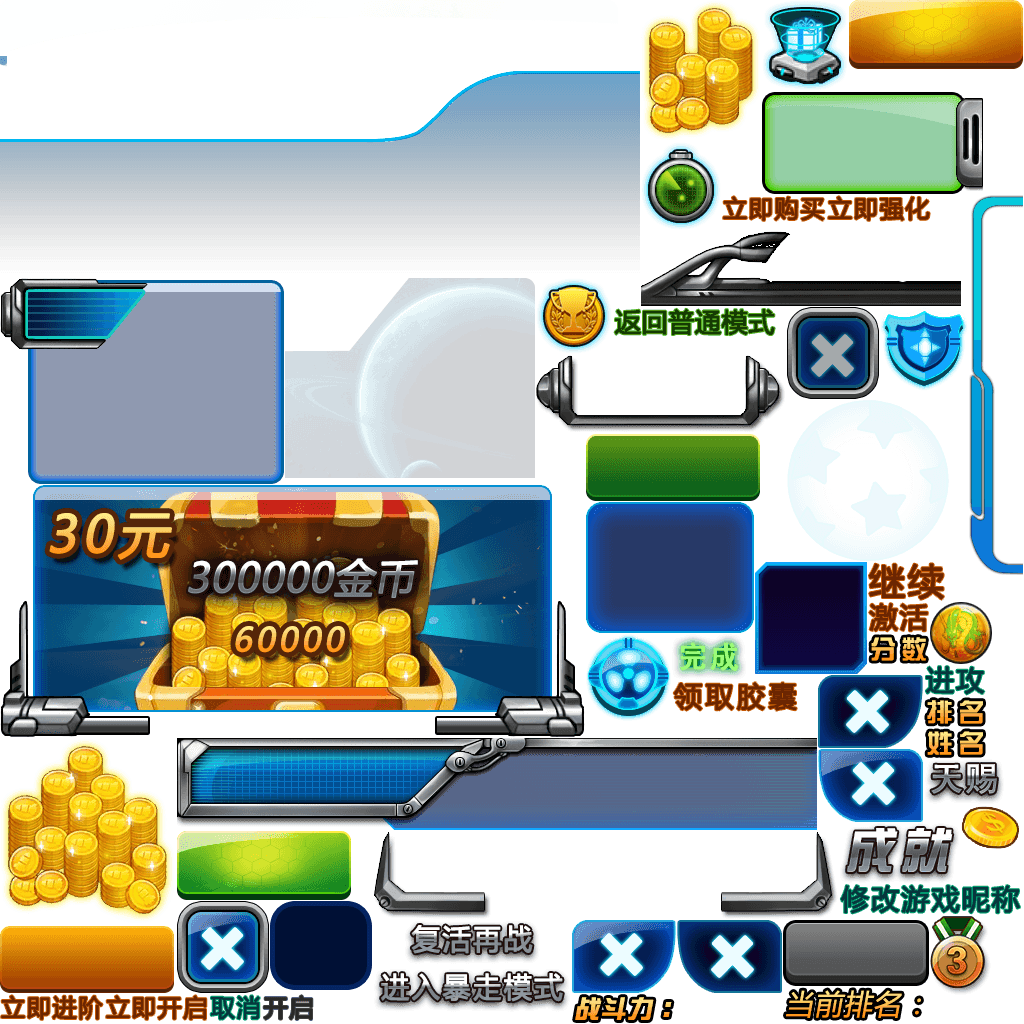 立即购买立即强化
返回普通模式
30元
300000金币
60000
继续
激活
分数
完成
领取胶囊
进攻
排名
姓名
天赐
成就
修改游戏昵称
复活再战
进入暴走模式
3
立即进阶立即开启取消开启
战斗力：
当前排名：